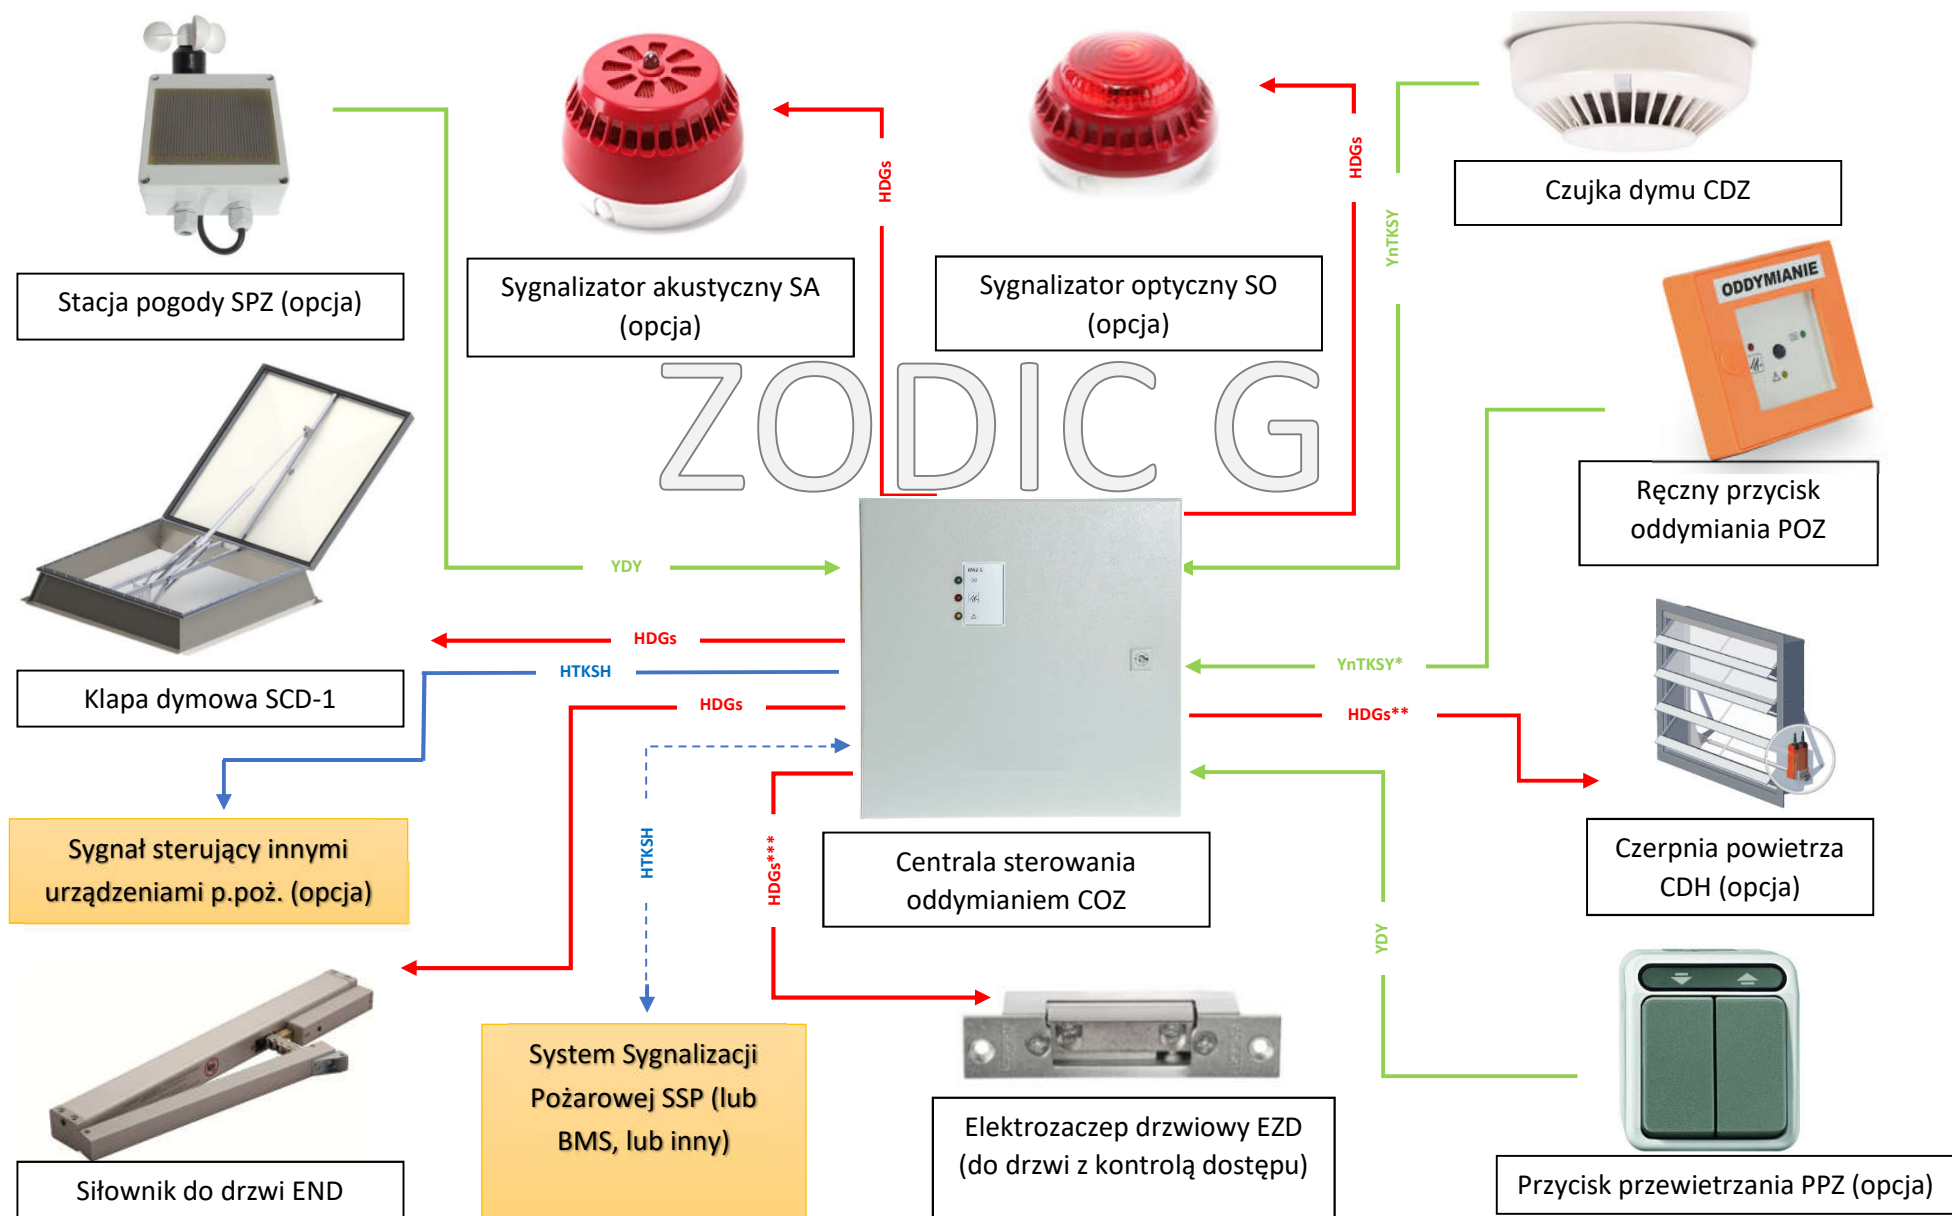 HDGs
HDGs
YnTKSY
Czujka dymu CDZ
ODDYMIANIE
Stacja pogody SPZ (opcja)
Sygnalizator akustyczny SA
(opcja)
Sygnalizator optyczny SO
(opcja)
ZODIC G
Ręczny przycisk
oddymiania POZ
YDY
HDGs
HTKSH
HDGs
YnTKSY*
HDGs**
Klapa dymowa SCD-1
HTKSH
HDGs***
Sygnał sterujący innymi
urządzeniami p.poż. (opcja)
Centrala sterowania
oddymianiem COZ
Czerpnia powietrza
CDH (opcja)
YDY
System Sygnalizacji
Pożarowej SSP (lub
BMS, lub inny)
Elektrozaczep drzwiowy EZD
(do drzwi z kontrolą dostępu)
Siłownik do drzwi END
Przycisk przewietrzania PPZ (opcja)